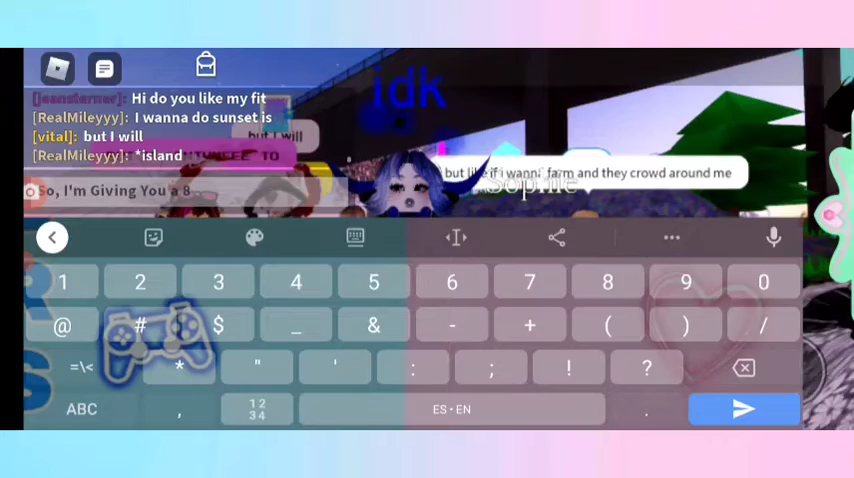 idk
[jeansterner]: Hi do you like my fit
[RealMileyyy]: I wanna do sunset is
[vital]: but I will
*island
but I will
TO
but like if i wanna farm and they crowd around me
Sophie
So, I'm Giving You a 8
1 2 3 4 5 6 7 8 9 0
@ # $ _ & - + ( ) /
=\< * " ' : ; ! ?
ABC , 12 34 ES • EN .